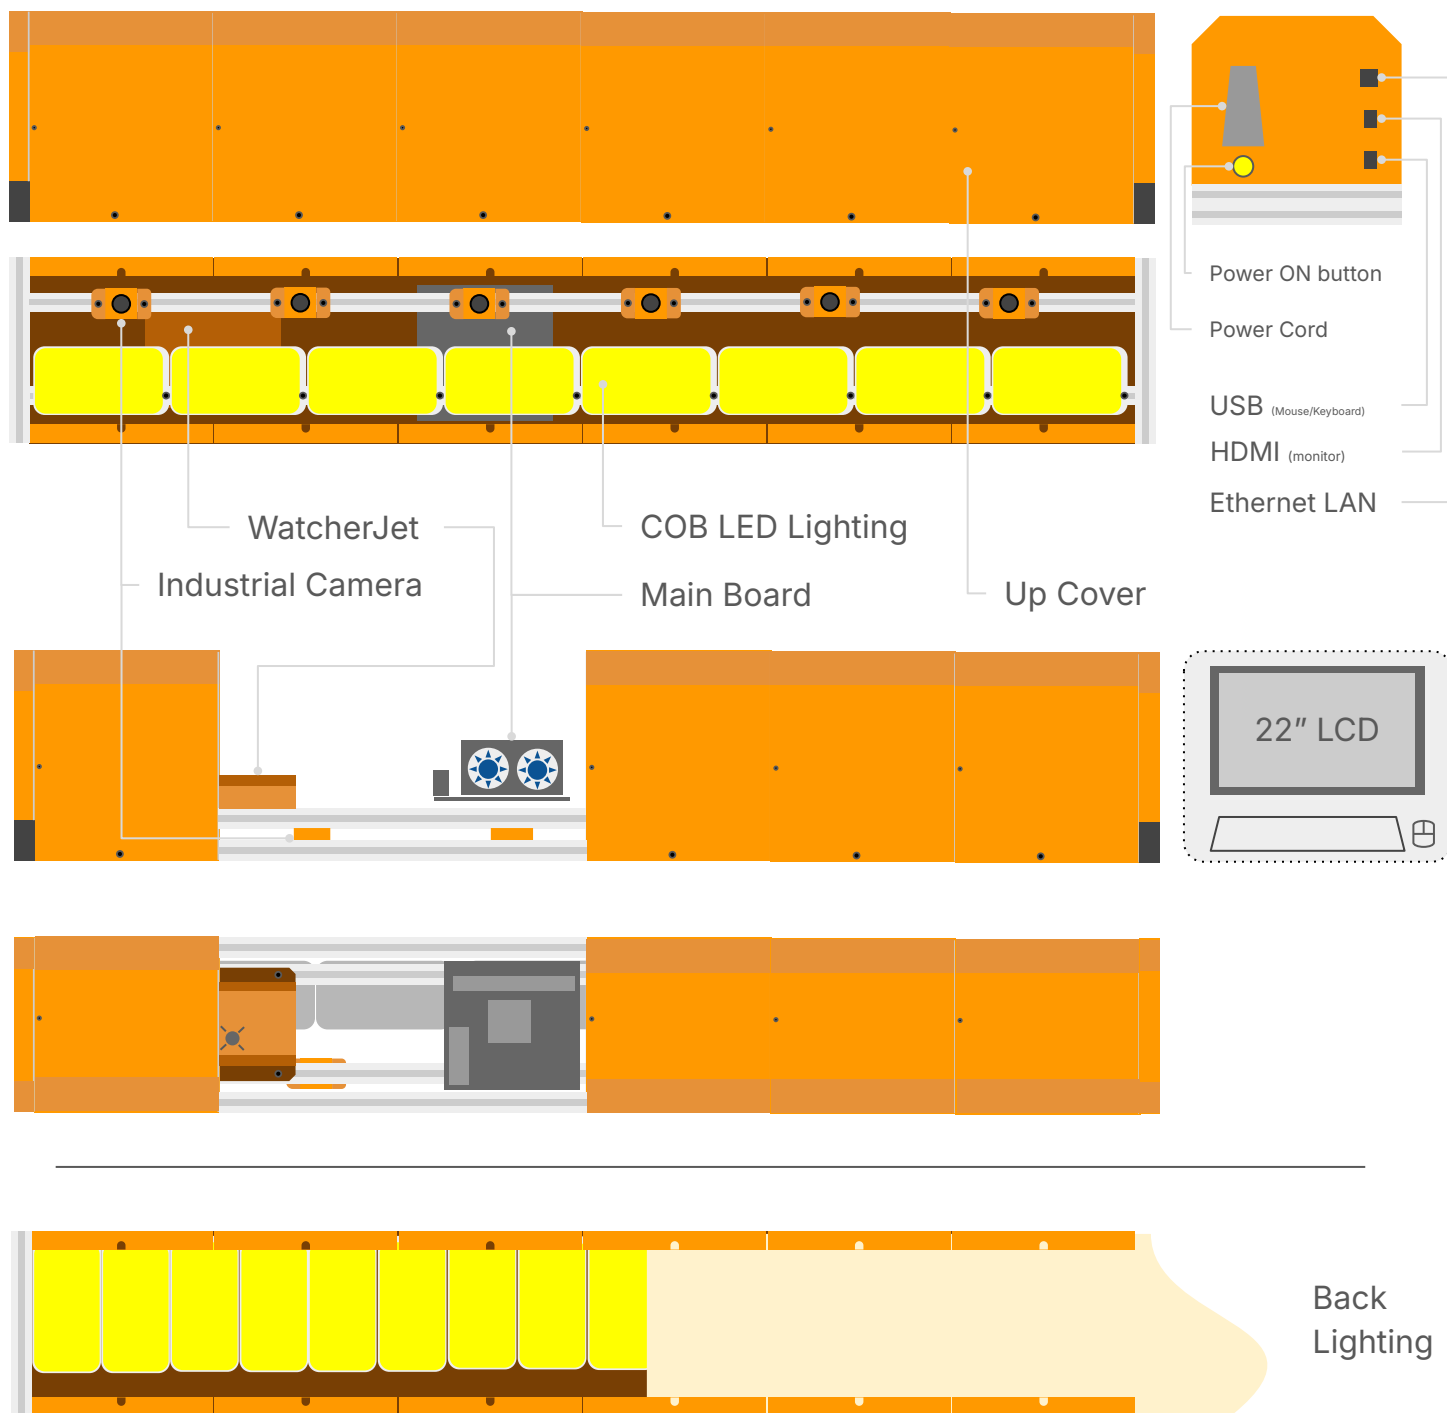 Power ON button
Power Cord
USB (Mouse/Keyboard)
HDMI (monitor)
Ethernet LAN
WatcherJet
COB LED Lighting
Industrial Camera
Main Board
Up Cover
22” LCD
Back
Lighting